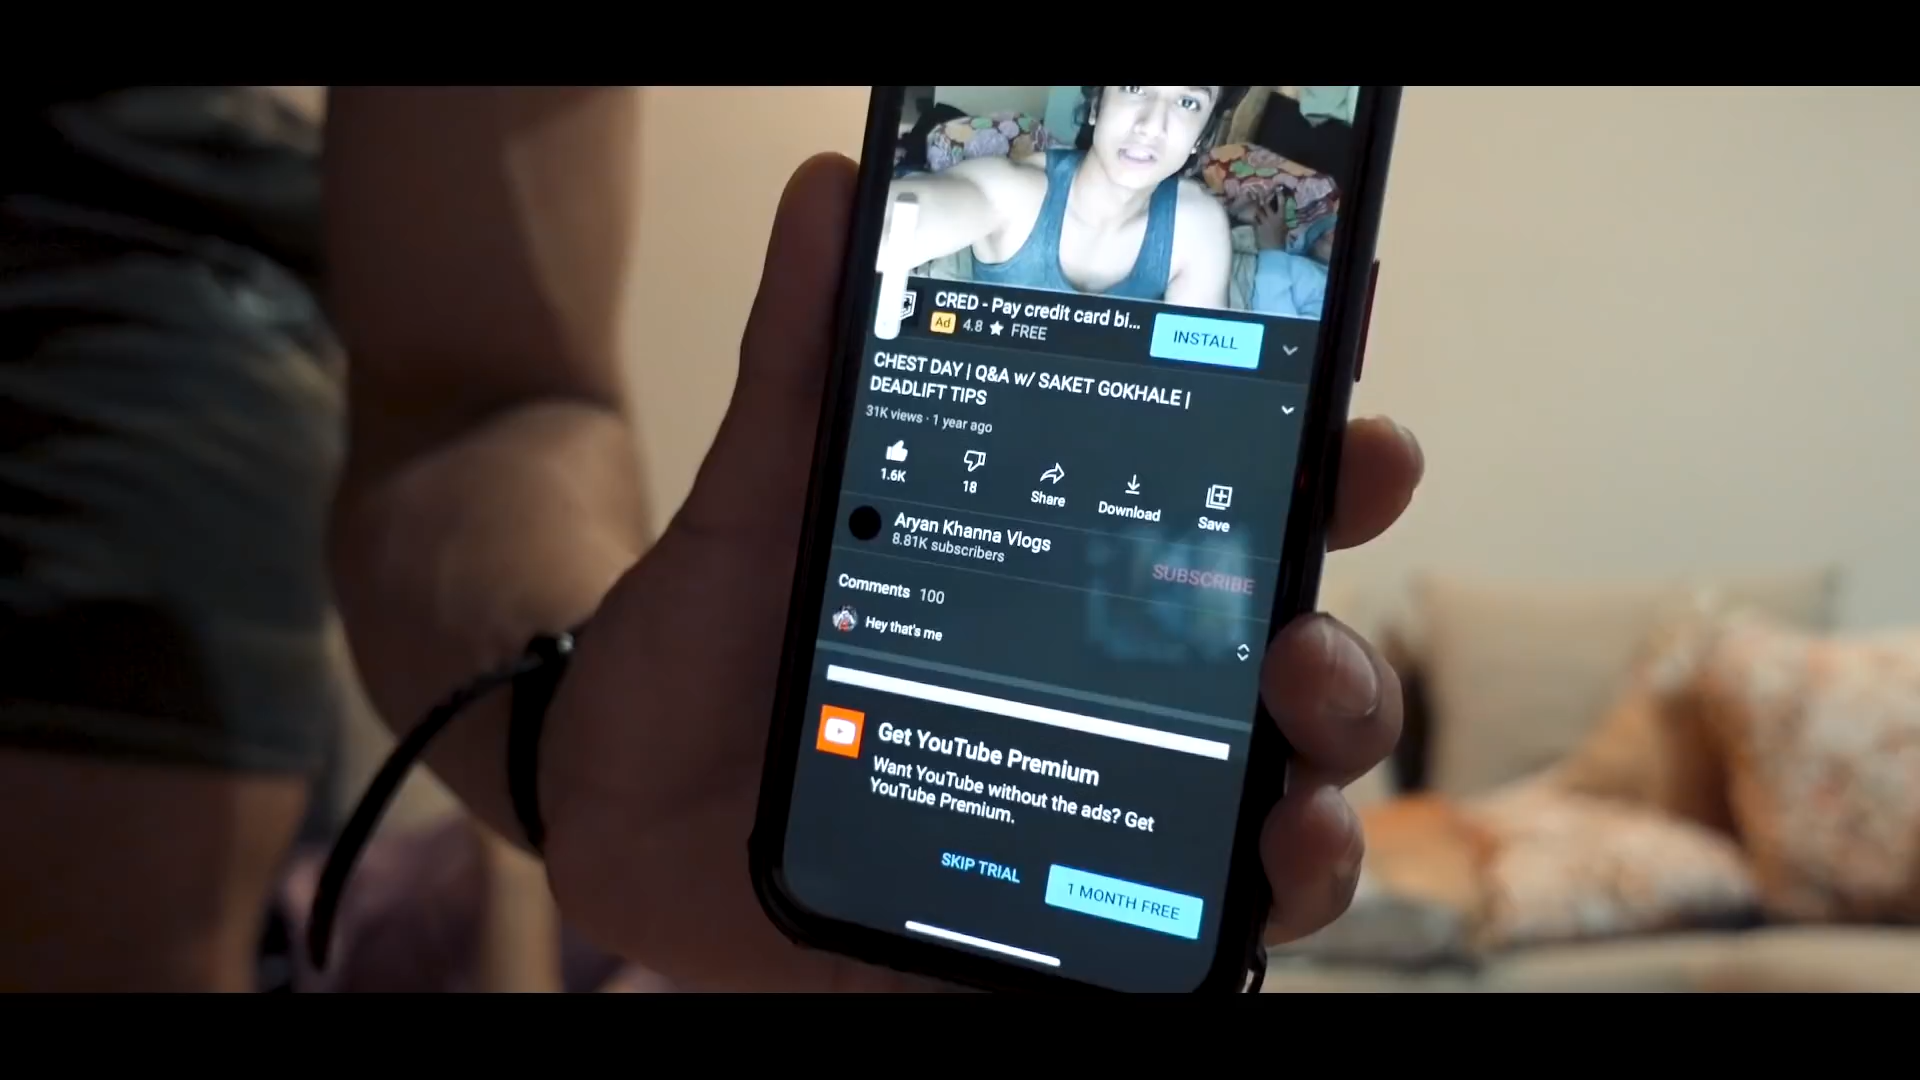 CRED - Pay credit card bi...
Ad 4.8 ★ FREE
INSTALL
CHEST DAY | Q&A w/ SAKET GOKHALE |
DEADLIFT TIPS
31K views · 1 year ago
1.6K
18
Share
Download
Save
Aryan Khanna Vlogs
8.81K subscribers
SUBSCRIBE
Comments 100
Hey that's me
Get YouTube Premium
Want YouTube without the ads? Get
YouTube Premium.
SKIP TRIAL
1 MONTH FREE